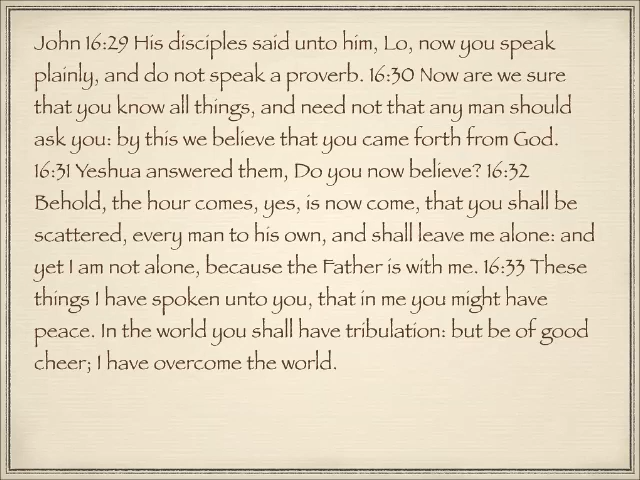 John 16:29 His disciples said unto him, Lo, now you speak
plainly, and do not speak a proverb. 16:30 Now are we sure
that you know all things, and need not that any man should
ask you: by this we believe that you came forth from God.
16:31 Yeshua answered them, Do you now believe? 16:32
Behold, the hour comes, yes, is now come, that you shall be
scattered, every man to his own, and shall leave me alone: and
yet I am not alone, because the Father is with me. 16:33 These
things I have spoken unto you, that in me you might have
peace. In the world you shall have tribulation: but be of good
cheer; I have overcome the world.